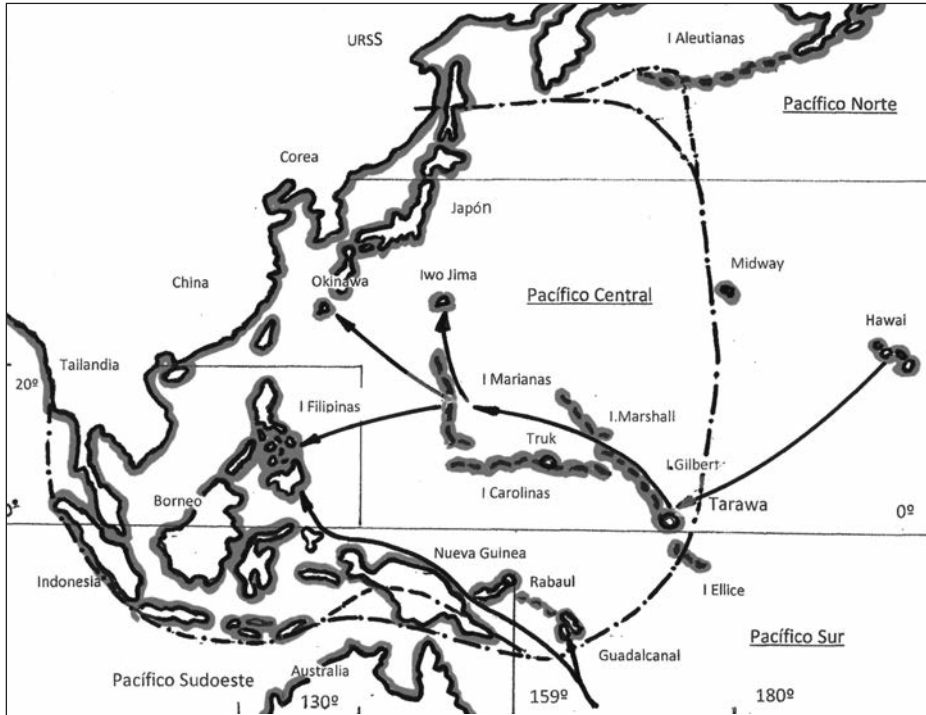 URSS
I Aleutianas
Pacífico Norte
Corea
Japón
China
Okinawa
Iwo Jima
Midway
Pacífico Central
Hawai
Tailandia
20º
I Filipinas
I Marianas
I.Marshall
Truk
I.Gilbert
I Carolinas
Tarawa
Borneo
0º
0º
Nueva Guinea
Rabaul
Indonesia
I Ellice
Pacífico Sur
Guadalcanal
Australia
Pacífico Sudoeste
130º
159º
180º